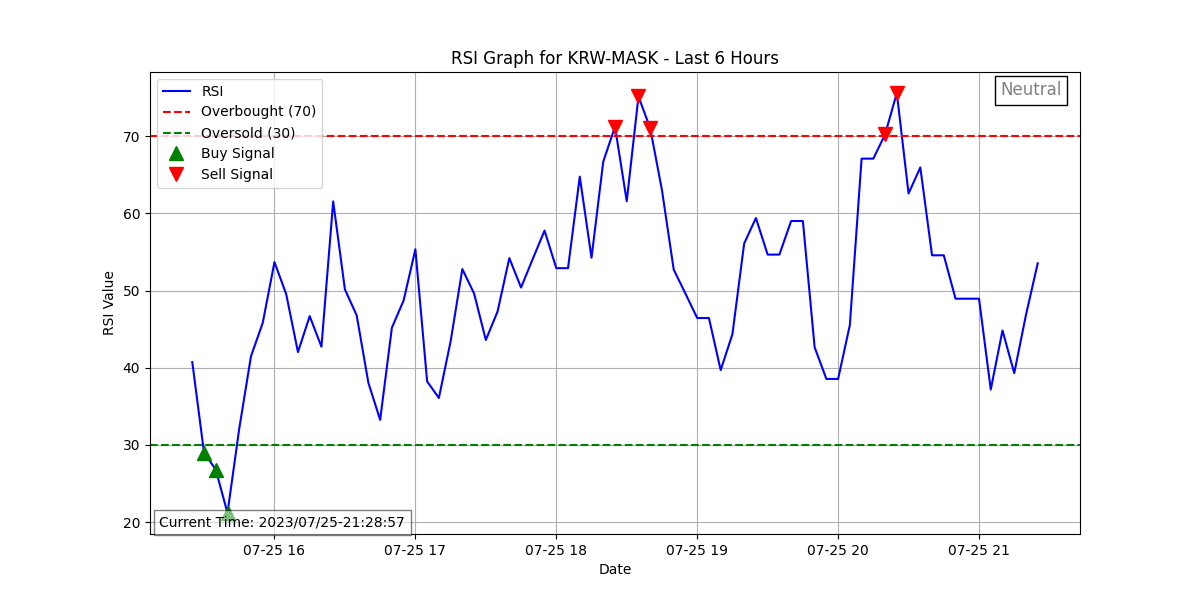 RSI Graph for KRW-MASK - Last 6 Hours
RSI
Overbought (70)
Oversold (30)
Buy Signal
Sell Signal
Neutral
RSI Value
70
60
50
40
30
20
Current Time: 2023/07/25-21:28:57
07-25 16
07-25 17
07-25 18
07-25 19
07-25 20
07-25 21
Date